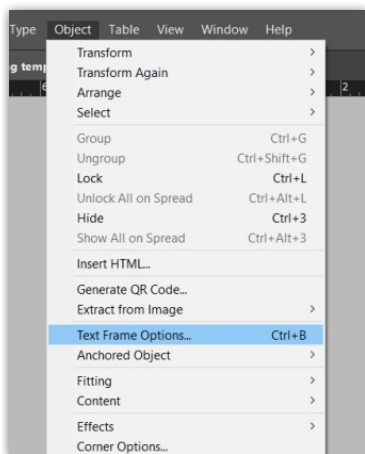 Type Object Table View Window Help
g temp
6 2
Transform
Transform Again
Arrange
Select
Group Ctrl+G
Ungroup Ctrl+Shift+G
Lock Ctrl+L
Unlock All on Spread Ctrl+Alt+L
Hide Ctrl+3
Show All on Spread Ctrl+Alt+3
Insert HTML...
Generate QR Code...
Extract from Image
Text Frame Options... Ctrl+B
Anchored Object
Fitting
Content
Effects
Corner Options...